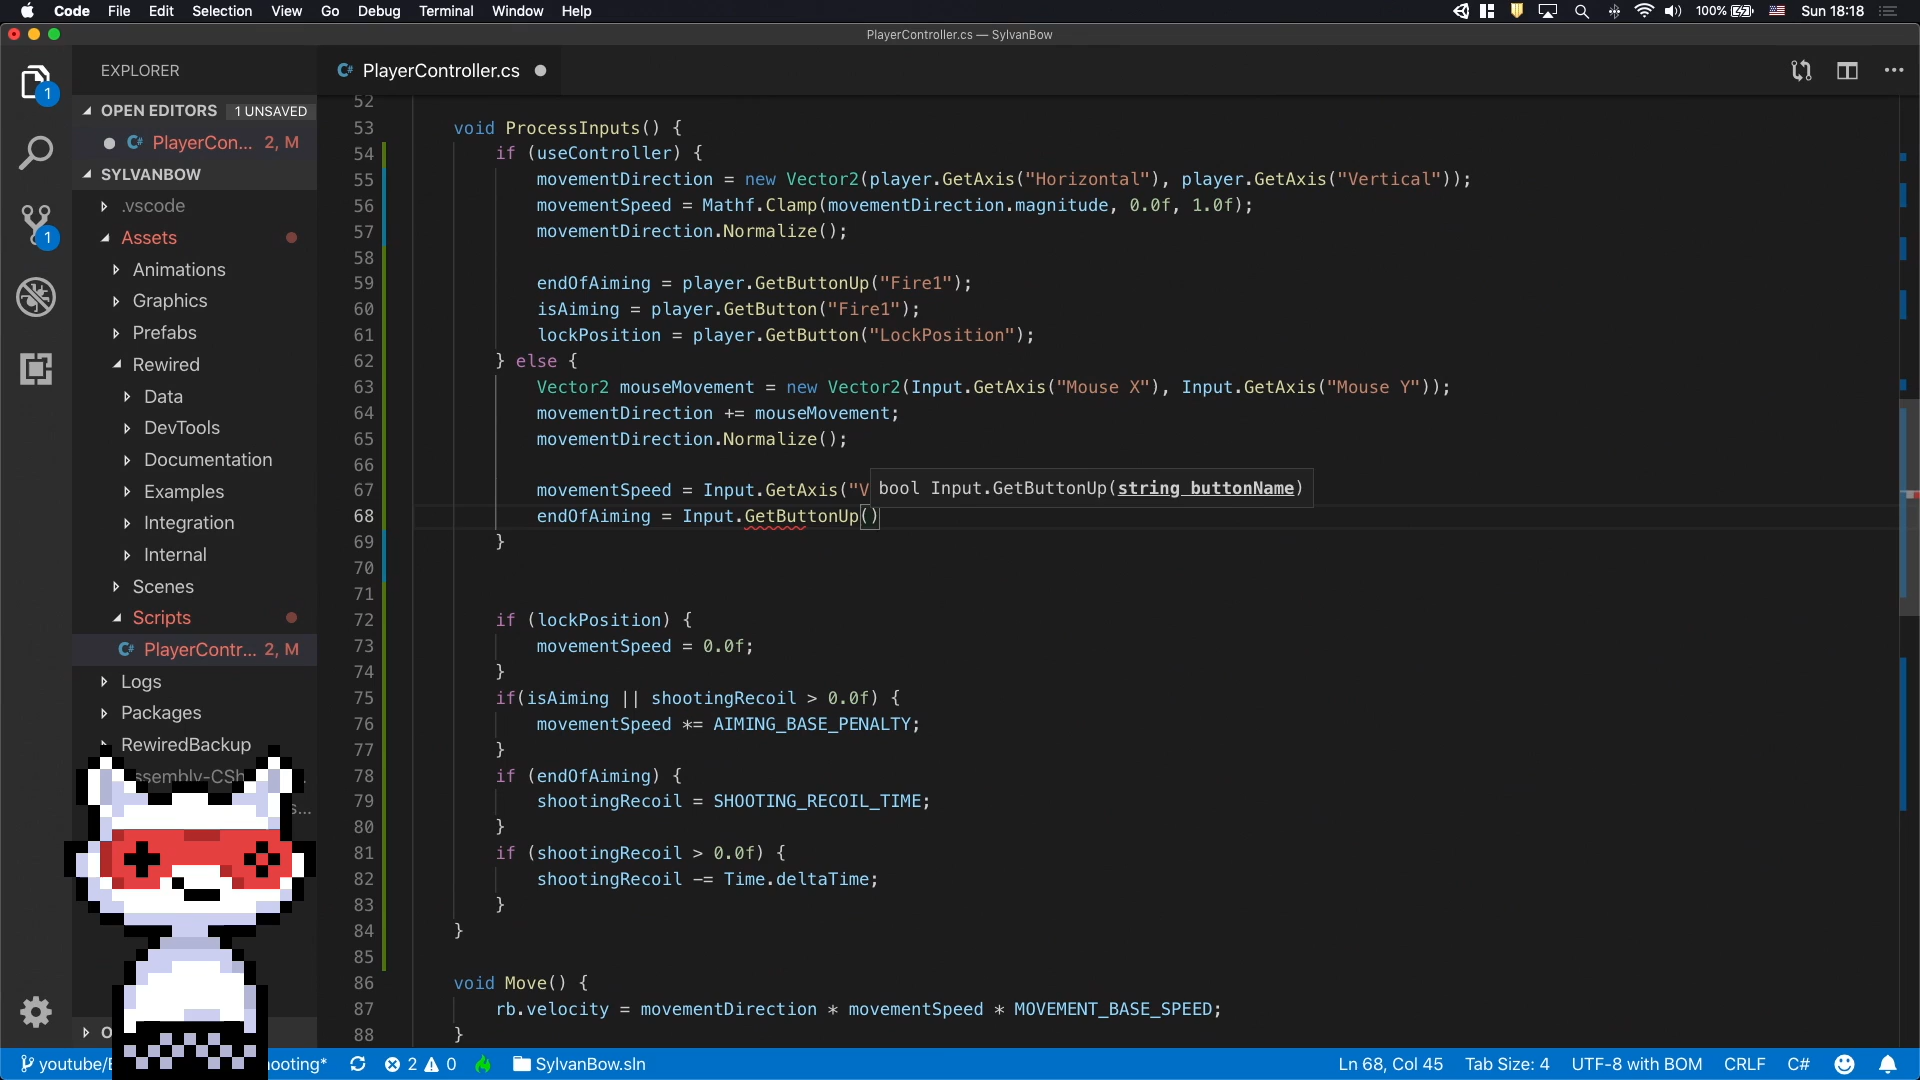 Code File Edit Selection View Go Debug Terminal Window Help 100% Sun 18:18
PlayerController.cs — SylvanBow
EXPLORER
OPEN EDITORS 1 UNSAVED
C# PlayerCon... 2, M
SYLVANBOW
.vscode
Assets
Animations
Graphics
Prefabs
Rewired
Data
DevTools
Documentation
Examples
Integration
Internal
Scenes
Scripts
C# PlayerContr... 2, M
Logs
Packages
RewiredBackup
1
1
C# PlayerController.cs
52
53 void ProcessInputs() {
54 if (useController) {
55 movementDirection = new Vector2(player.GetAxis("Horizontal"), player.GetAxis("Vertical"));
56 movementSpeed = Mathf.Clamp(movementDirection.magnitude, 0.0f, 1.0f);
57 movementDirection.Normalize();
58
59 endOfAiming = player.GetButtonUp("Fire1");
60 isAiming = player.GetButton("Fire1");
61 lockPosition = player.GetButton("LockPosition");
62 } else {
63 Vector2 mouseMovement = new Vector2(Input.GetAxis("Mouse X"), Input.GetAxis("Mouse Y"));
64 movementDirection += mouseMovement;
65 movementDirection.Normalize();
66
67 movementSpeed = Input.GetAxis("V
bool Input.GetButtonUp(string buttonName)
68 endOfAiming = Input.GetButtonUp()
69 }
70
71
72 if (lockPosition) {
73 movementSpeed = 0.0f;
74 }
75 if(isAiming || shootingRecoil > 0.0f) {
76 movementSpeed *= AIMING_BASE_PENALTY;
77 }
78 if (endOfAiming) {
79 shootingRecoil = SHOOTING_RECOIL_TIME;
80 }
81 if (shootingRecoil > 0.0f) {
82 shootingRecoil -= Time.deltaTime;
83 }
84 }
85
86 void Move() {
87 rb.velocity = movementDirection * movementSpeed * MOVEMENT_BASE_SPEED;
88 }
2 0 SylvanBow.sln Ln 68, Col 45 Tab Size: 4 UTF-8 with BOM CRLF C#